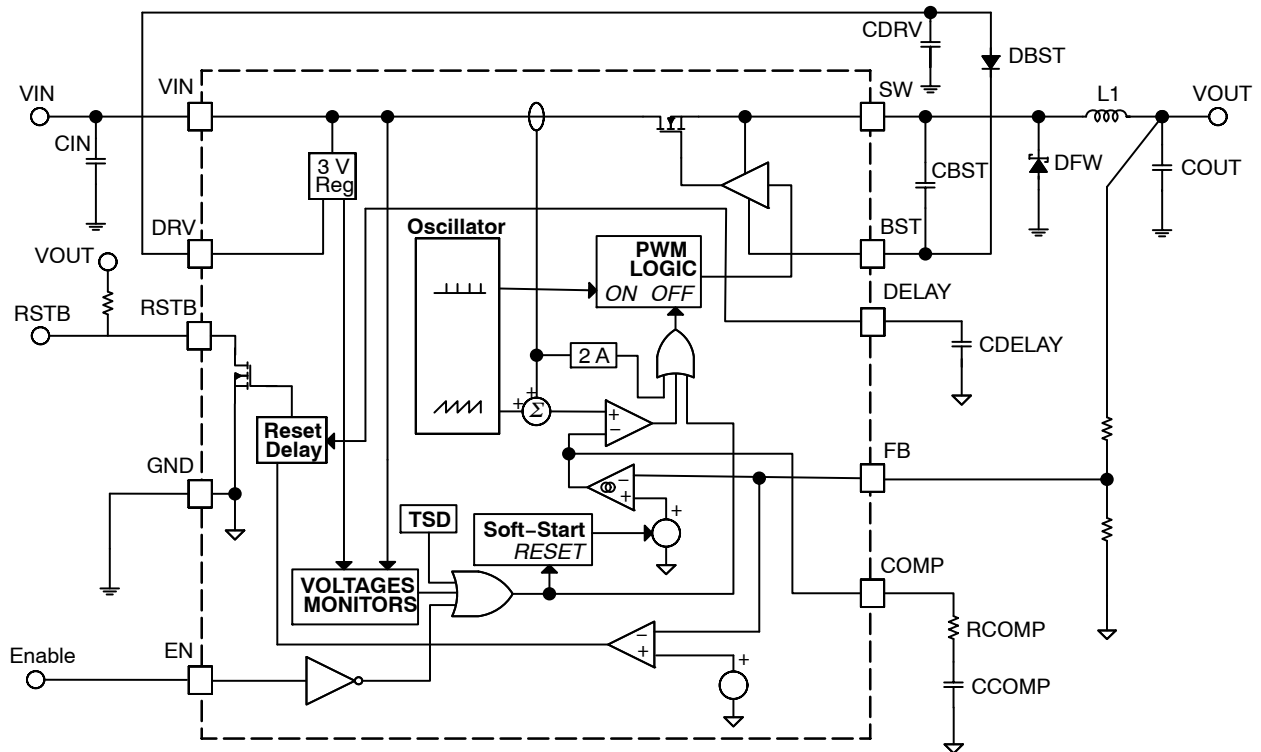 CDRV
DBST
VIN
VIN
SW
L1
VOUT
CIN
3 V
Reg
CBST
DFW
COUT
DRV
Oscillator
BST
VOUT
PWM
LOGIC
ON OFF
DELAY
RSTB
RSTB
2 A
CDELAY
+
+
Σ
+
−
Reset
Delay
GND
FB
−
+
TSD
Soft−Start
RESET
+
VOLTAGES
MONITORS
COMP
RCOMP
−
+
Enable
EN
+
CCOMP